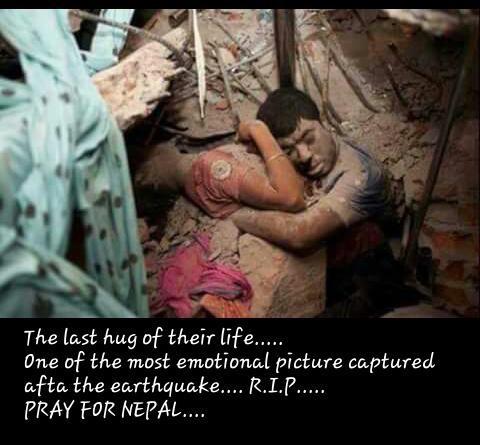 The last hug of their life.....
One of the most emotional picture captured
afta the earthquake.... R.I.P.....
PRAY FOR NEPAL....